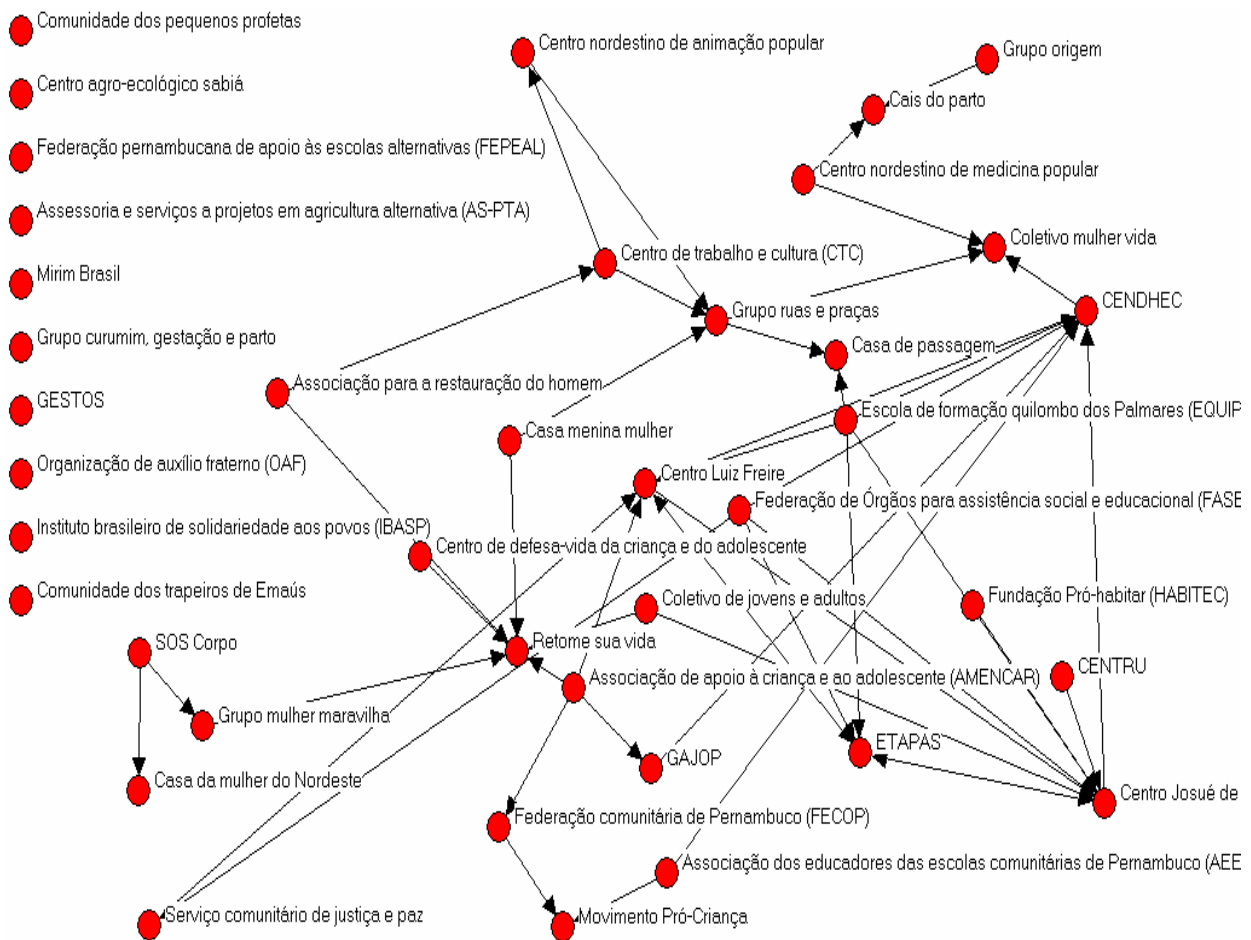 Comunidade dos pequenos profetas
Centro nordestino de animação popular
Grupo origem
Centro agro-ecológico sabiá
Cais do parto
Federação pernambucana de apoio às escolas alternativas (FEPEAL)
Centro nordestino de medicina popular
Assessoria e serviços a projetos em agricultura alternativa (AS-PTA)
Coletivo mulher vida
Centro de trabalho e cultura (CTC)
Mirim Brasil
CENDHEC
Grupo ruas e praças
Grupo curumim, gestação e parto
Casa de passagem
Associação para a restauração do homem
GESTOS
Escola de formação quilombo dos Palmares (EQUIP
Casa menina mulher
Organização de auxílio fraterno (OAF)
Centro Luiz Freire
Federação de Órgãos para assistência social e educacional (FASE
Instituto brasileiro de solidariedade aos povos (IBASP)
Centro de defesa-vida da criança e do adolescente
Comunidade dos trapeiros de Emaús
Coletivo de jovens e adultos
Fundação Pró-habitar (HABITEC)
SOS Corpo
Retome sua vida
CENTRU
Associação de apoio à criança e ao adolescente (AMENCAR)
Grupo mulher maravilha
ETAPAS
GAJOP
Casa da mulher do Nordeste
Centro Josué de
Federação comunitária de Pernambuco (FECOP)
Associação dos educadores das escolas comunitárias de Pernambuco (AEE
Serviço comunitário de justiça e paz
Movimento Pró-Criança